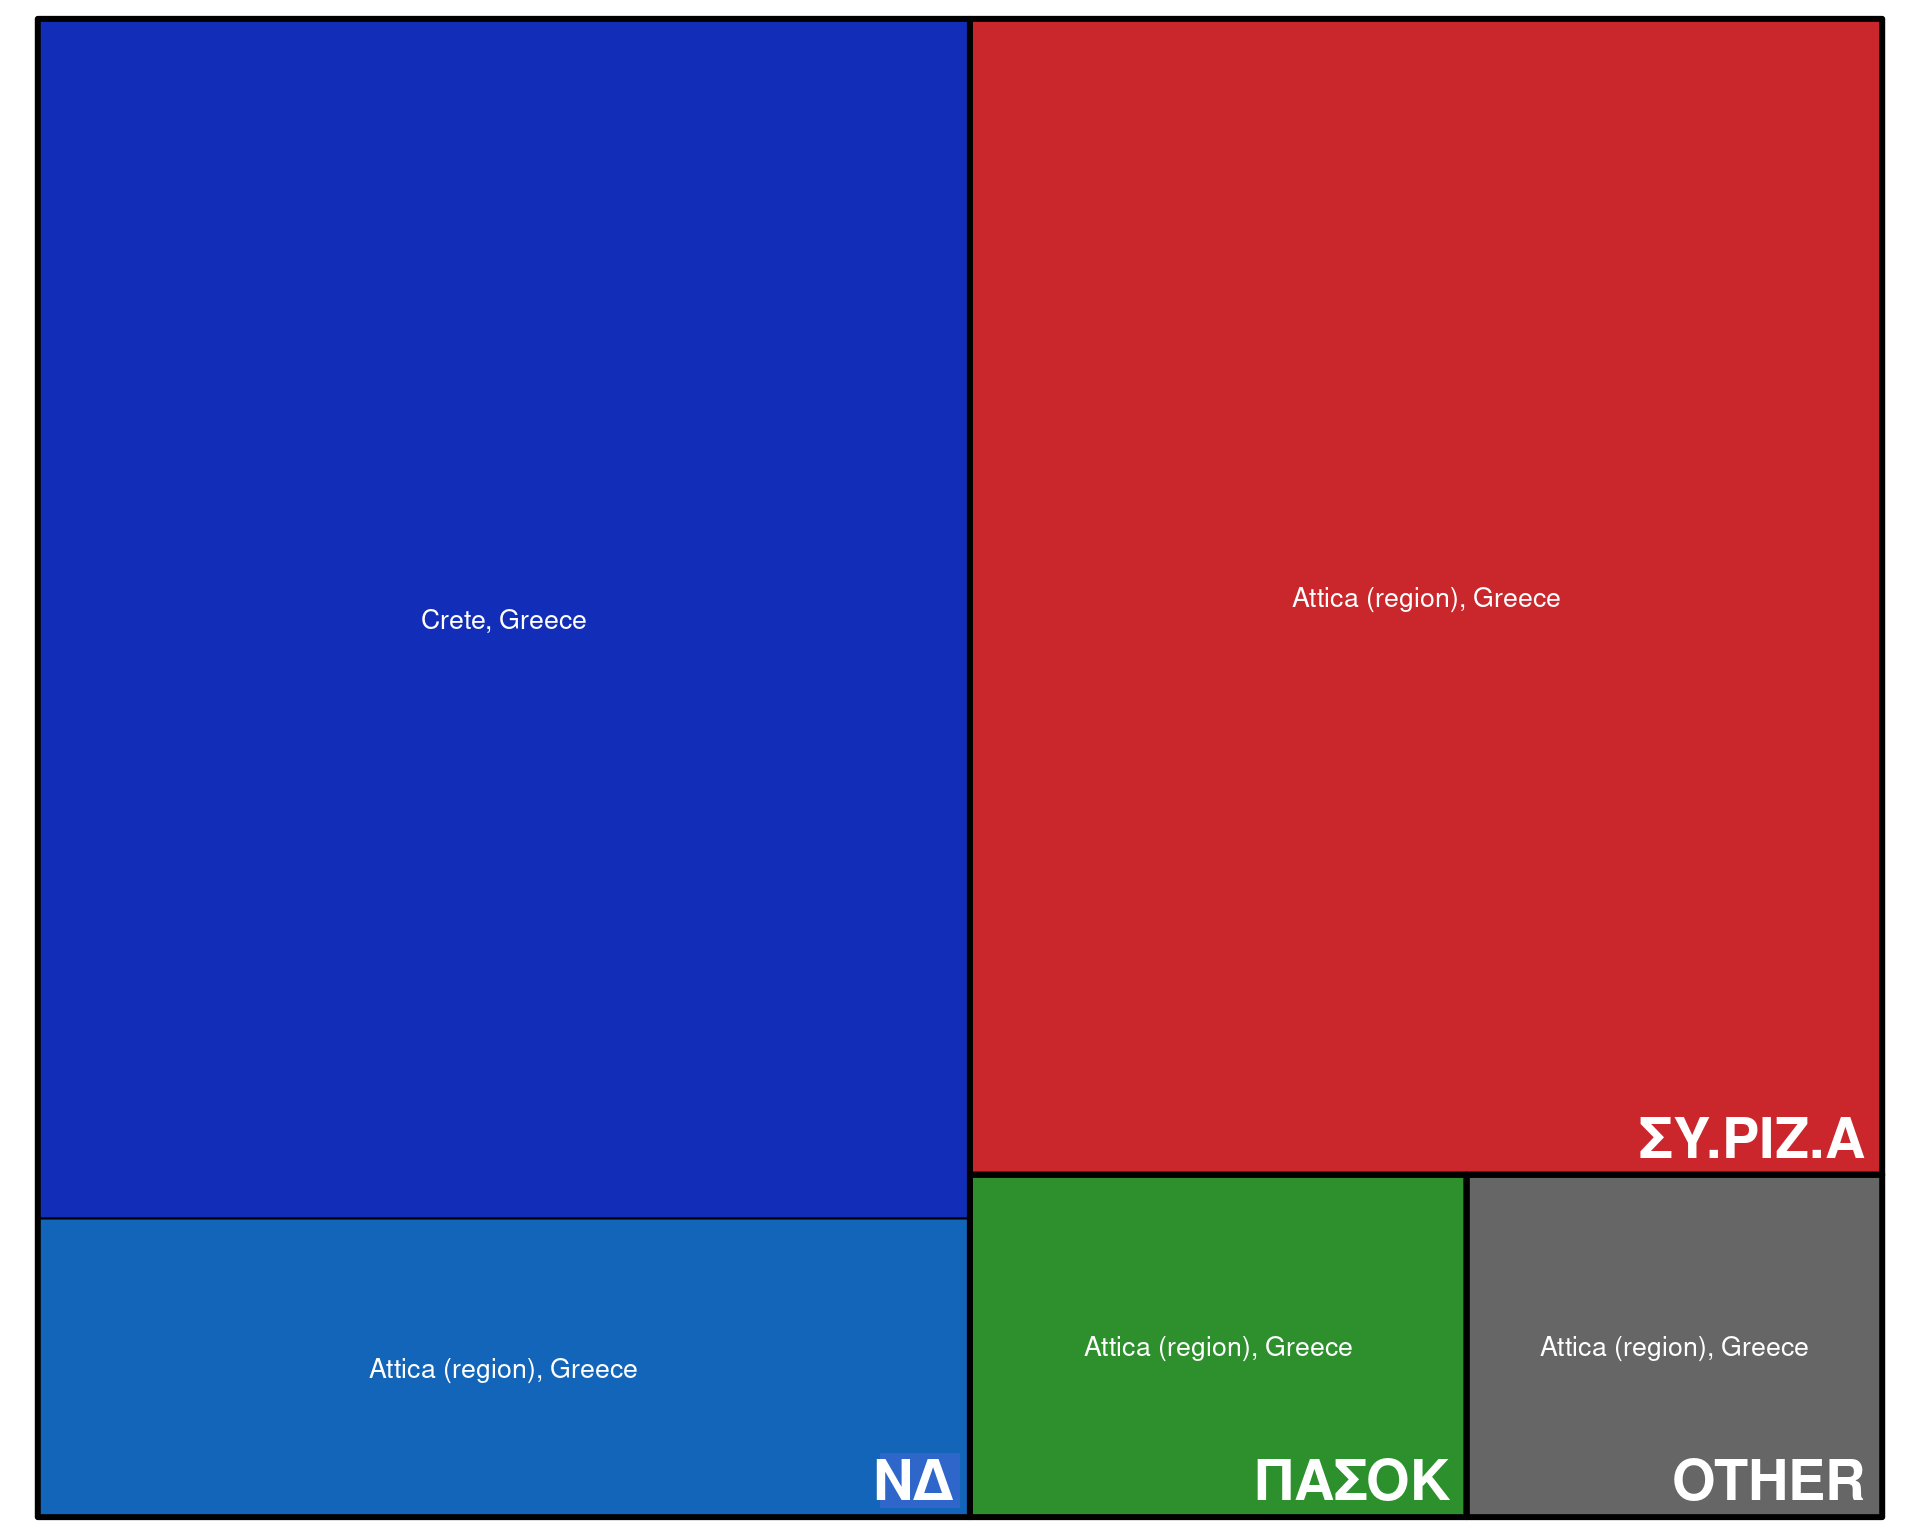 Crete, Greece
Attica (region), Greece
ΝΔ
Attica (region), Greece
ΣΥ.ΡΙΖ.Α
Attica (region), Greece
ΠΑΣΟΚ
Attica (region), Greece
OTHER